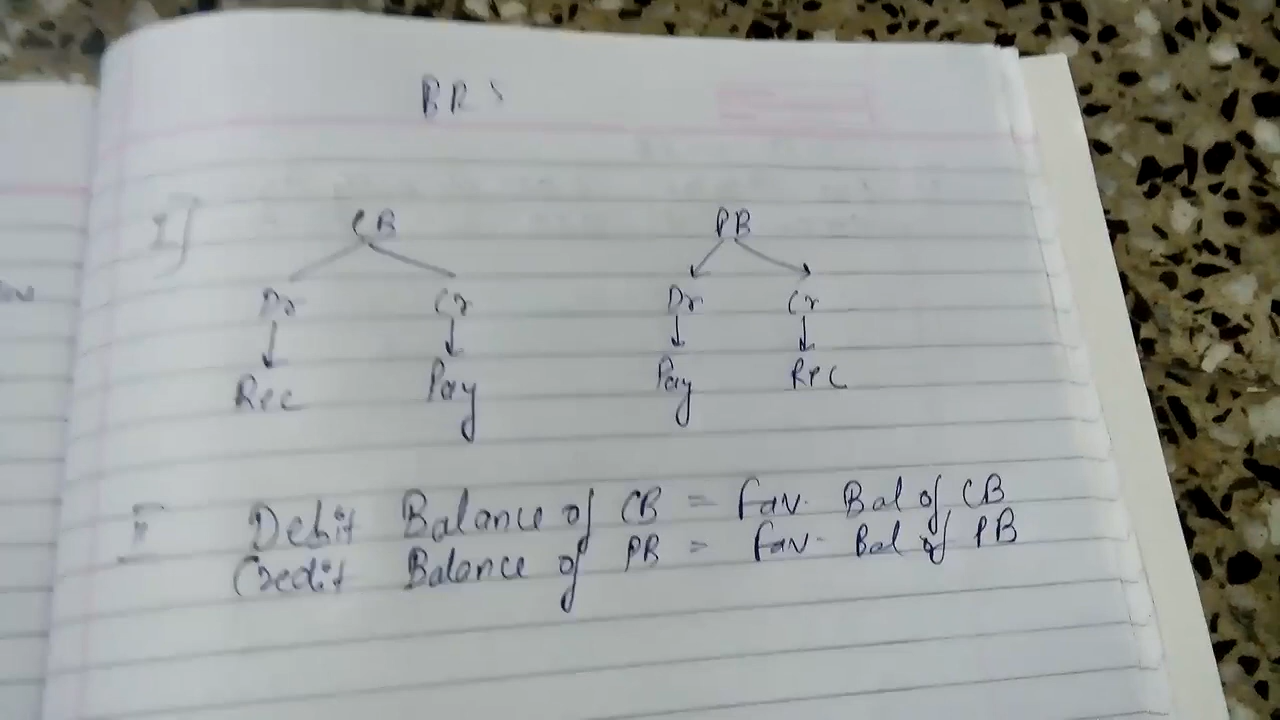 BRS
I) CB PB
Dr Cr Dr Cr
Rec Pay Pay Rec
II Debit Balance of CB = fav. Bal of CB
Credit Balance of PB = fav. Bal of PB